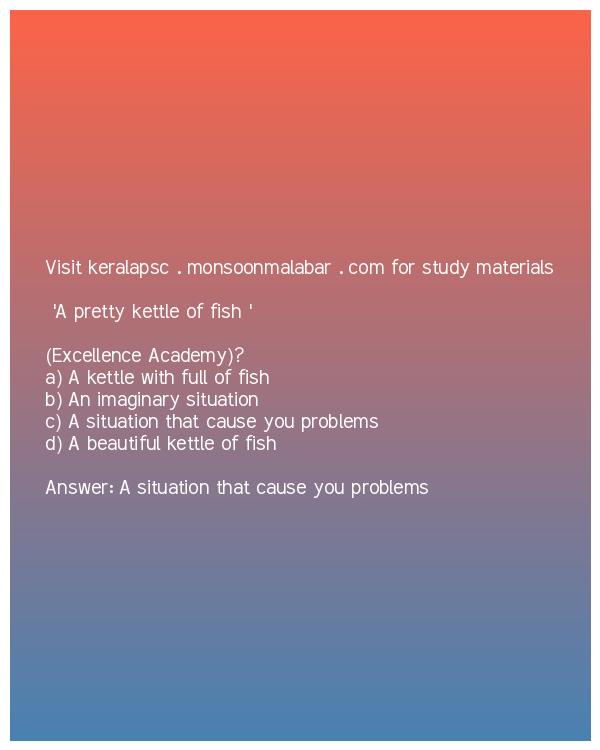 Visit keralapsc . monsoonmalabar . com for study materials
'A pretty kettle of fish '
(Excellence Academy)?
a) A kettle with full of fish
b) An imaginary situation
c) A situation that cause you problems
d) A beautiful kettle of fish
Answer: A situation that cause you problems